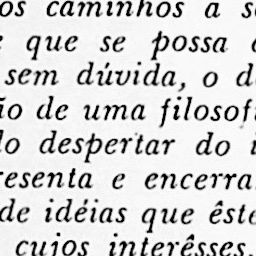 os caminhos a s
que se possa
sem dúvida, o d
ão de uma filosof
do despertar do i
resenta e encerra
de idéias que êste
cujos interêsses.